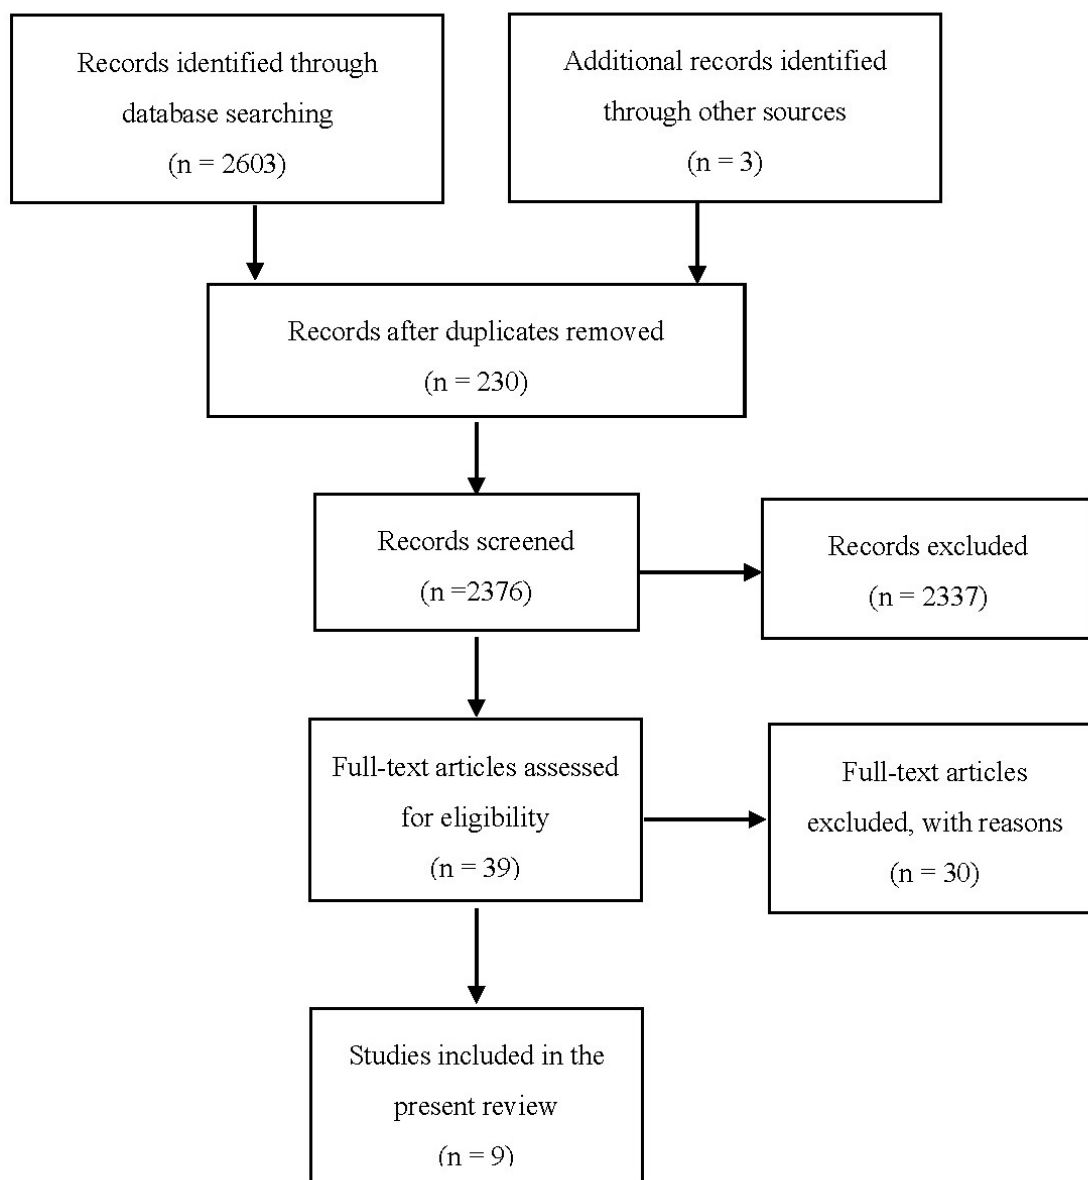 Records identified through
database searching
(n = 2603)
Additional records identified
through other sources
(n = 3)
Records after duplicates removed
(n = 230)
Records screened
(n =2376)
Records excluded
(n = 2337)
Full-text articles assessed
for eligibility
(n = 39)
Full-text articles
excluded, with reasons
(n = 30)
Studies included in the
present review
(n = 9)